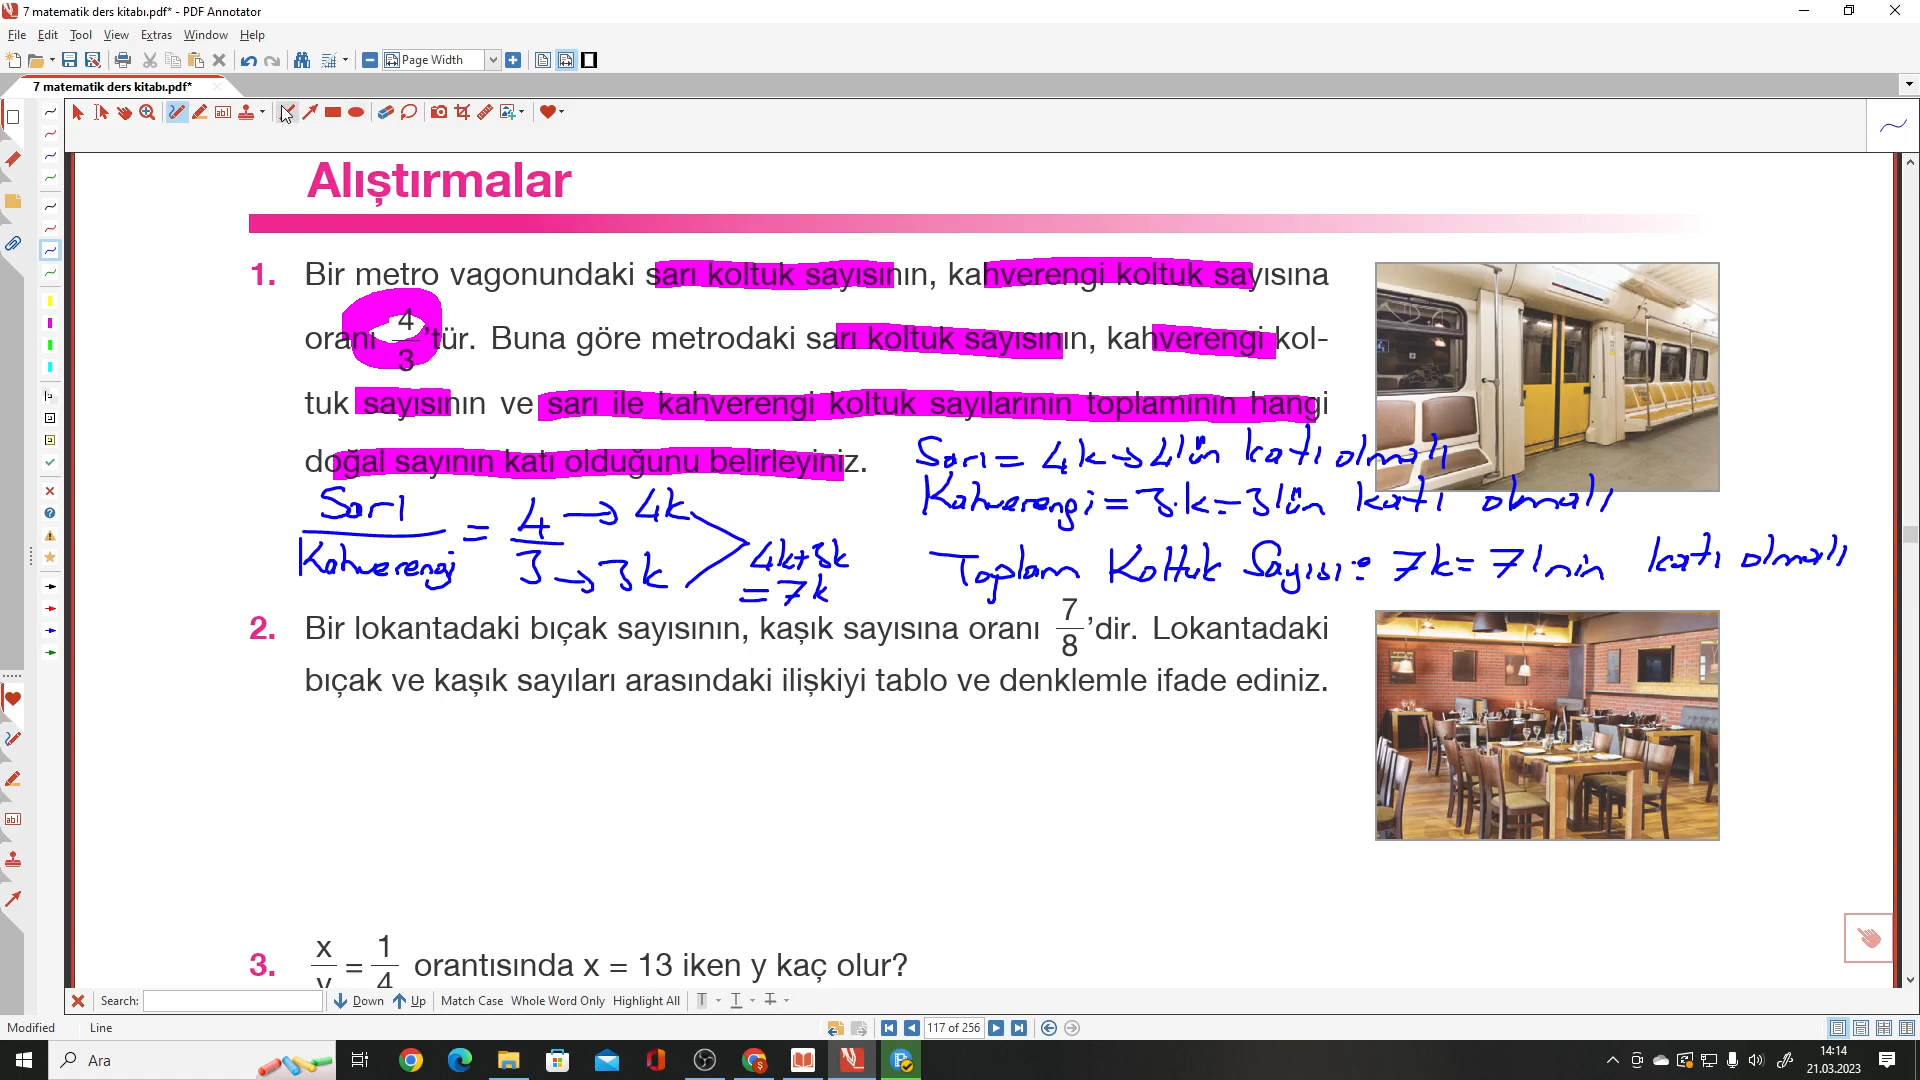 7 matematik ders kitabı.pdf* - PDF Annotator
File Edit Tool View Extras Window Help
Page Width
7 matematik ders kitabı.pdf*
Alıştırmalar
1. Bir metro vagonundaki sarı koltuk sayısının, kahverengi koltuk sayısına
oranı 4/3 'tür. Buna göre metrodaki sarı koltuk sayısının, kahverengi kol-
tuk sayısının ve sarı ile kahverengi koltuk sayılarının toplamının hangi
doğal sayının katı olduğunu belirleyiniz.
Sarı = 4k → 4'ün katı olmalı
Kahverengi = 3·k = 3'ün katı olmalı
Sarı/Kahverengi = 4/3 → 4k → 3k
4k+3k
= 7k
Toplam Koltuk Sayısı: 7k = 7'nin katı olmalı
2. Bir lokantadaki bıçak sayısının, kaşık sayısına oranı 7/8 'dir. Lokantadaki
bıçak ve kaşık sayıları arasındaki ilişkiyi tablo ve denklemle ifade ediniz.
3. x/y = 1/4 orantısında x = 13 iken y kaç olur?
Search: Down Up Match Case Whole Word Only Highlight All
Modified Line
117 of 256
Ara
14:14
21.03.2023